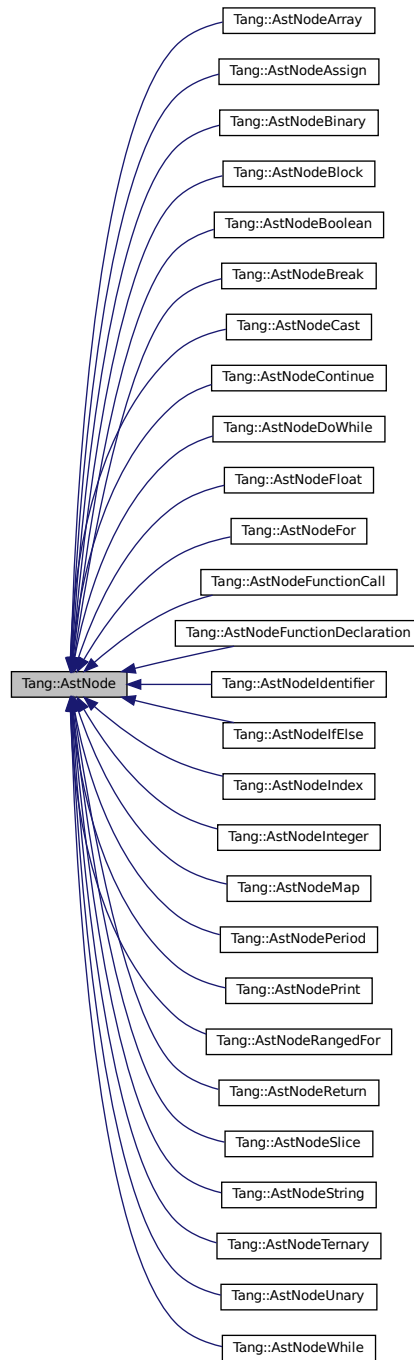 Tang::AstNodeArray
Tang::AstNodeAssign
Tang::AstNodeBinary
Tang::AstNodeBlock
Tang::AstNodeBoolean
Tang::AstNodeBreak
Tang::AstNodeCast
Tang::AstNodeContinue
Tang::AstNodeDoWhile
Tang::AstNodeFloat
Tang::AstNodeFor
Tang::AstNodeFunctionCall
Tang::AstNodeFunctionDeclaration
Tang::AstNode
Tang::AstNodeIdentifier
Tang::AstNodeIfElse
Tang::AstNodeIndex
Tang::AstNodeInteger
Tang::AstNodeMap
Tang::AstNodePeriod
Tang::AstNodePrint
Tang::AstNodeRangedFor
Tang::AstNodeReturn
Tang::AstNodeSlice
Tang::AstNodeString
Tang::AstNodeTernary
Tang::AstNodeUnary
Tang::AstNodeWhile